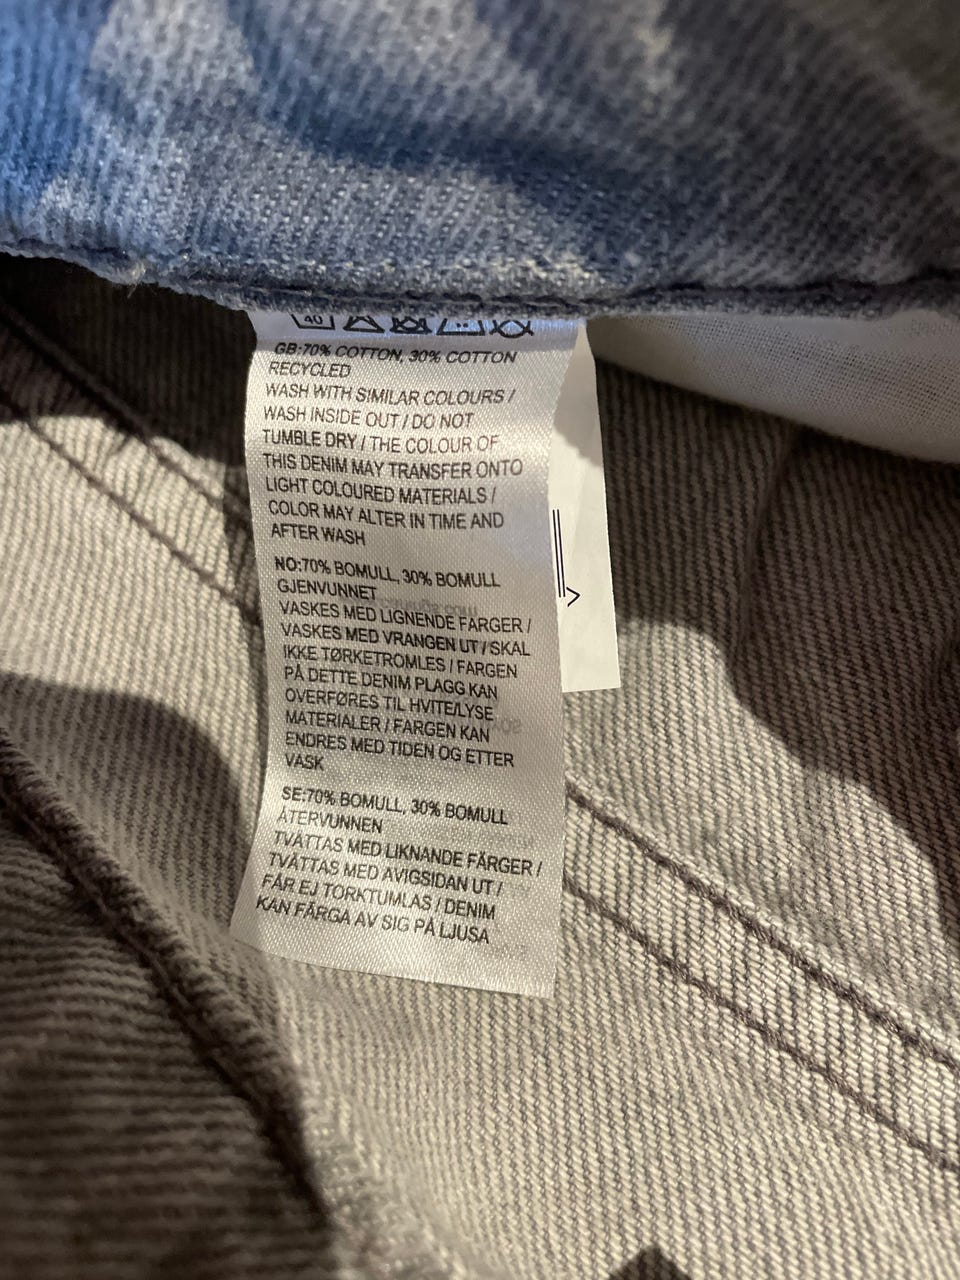 40
GB:70% COTTON, 30% COTTON
RECYCLED
WASH WITH SIMILAR COLOURS /
WASH INSIDE OUT / DO NOT
TUMBLE DRY / THE COLOUR OF
THIS DENIM MAY TRANSFER ONTO
LIGHT COLOURED MATERIALS /
COLOR MAY ALTER IN TIME AND
AFTER WASH
NO:70% BOMULL, 30% BOMULL
GJENVUNNET
VASKES MED LIGNENDE FARGER /
VASKES MED VRANGEN UT / SKAL
IKKE TØRKETROMLES / FARGEN
PÅ DETTE DENIM PLAGG KAN
OVERFØRES TIL HVITE/LYSE
MATERIALER / FARGEN KAN
ENDRES MED TIDEN OG ETTER
VASK
SE:70% BOMULL, 30% BOMULL
ÅTERVUNNEN
TVÄTTAS MED LIKNANDE FÄRGER /
TVÄTTAS MED AVIGSIDAN UT /
FÅR EJ TORKTUMLAS / DENIM
KAN FÄRGA AV SIG PÅ LJUSA